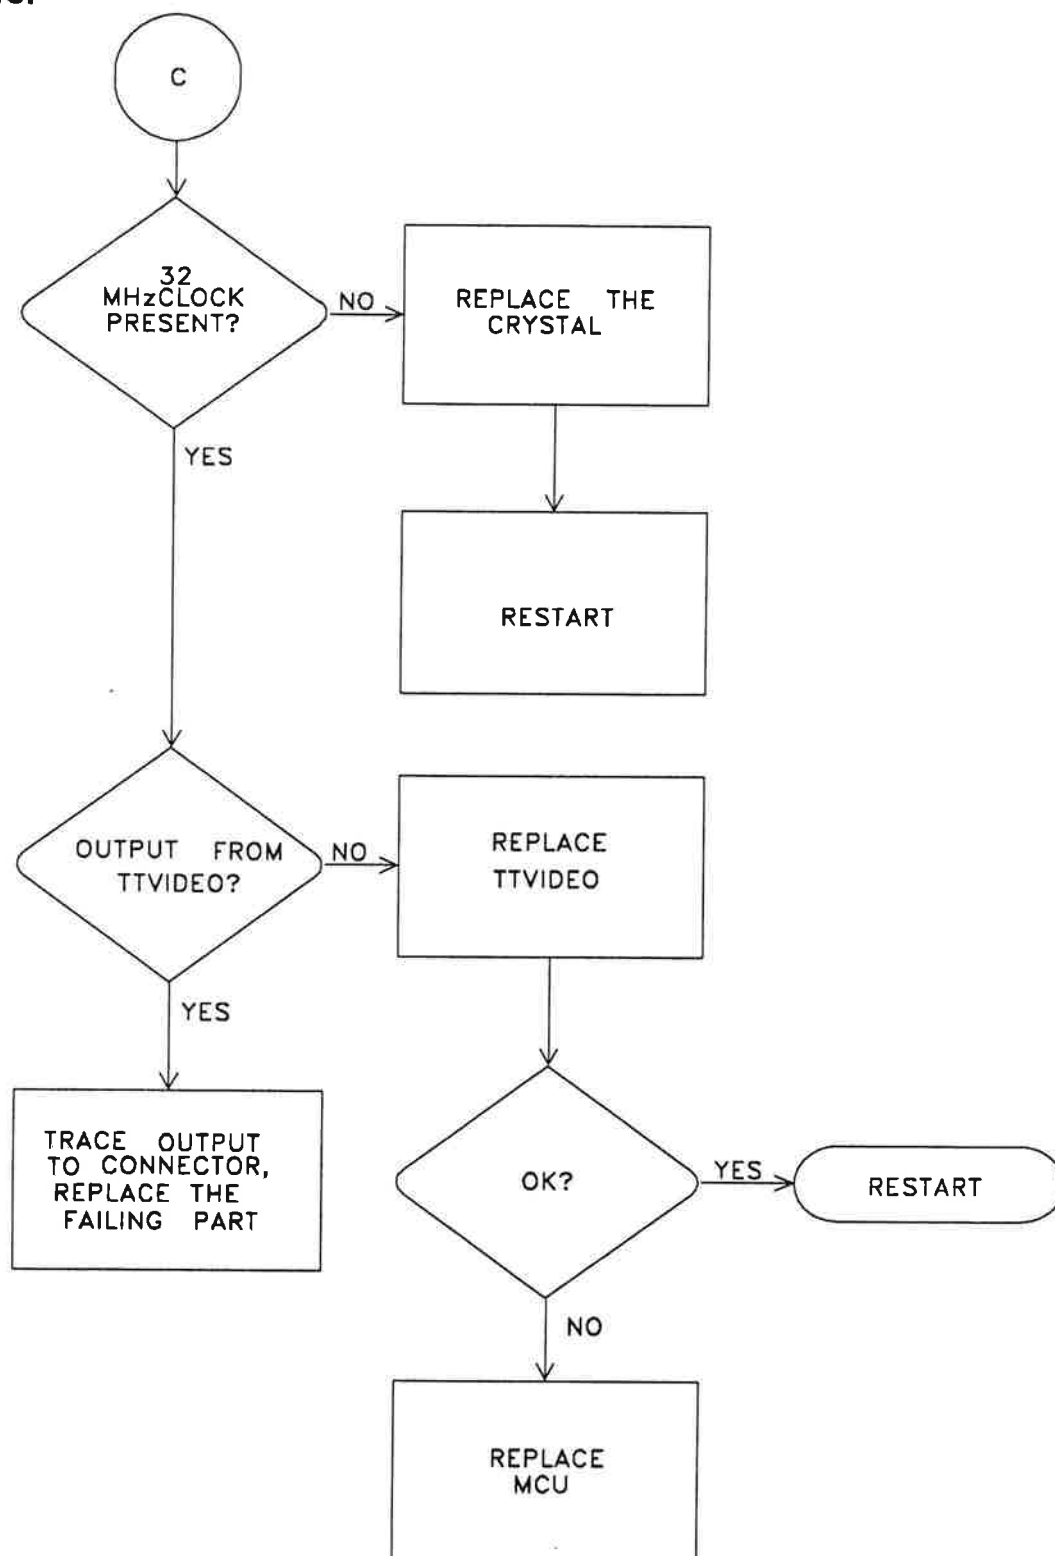 C
32
MHzCLOCK
PRESENT?
NO
REPLACE THE
CRYSTAL
YES
RESTART
OUTPUT FROM
TTVIDEO?
NO
REPLACE
TTVIDEO
YES
TRACE OUTPUT
TO CONNECTOR,
REPLACE THE
FAILING PART
OK?
YES
RESTART
NO
REPLACE
MCU